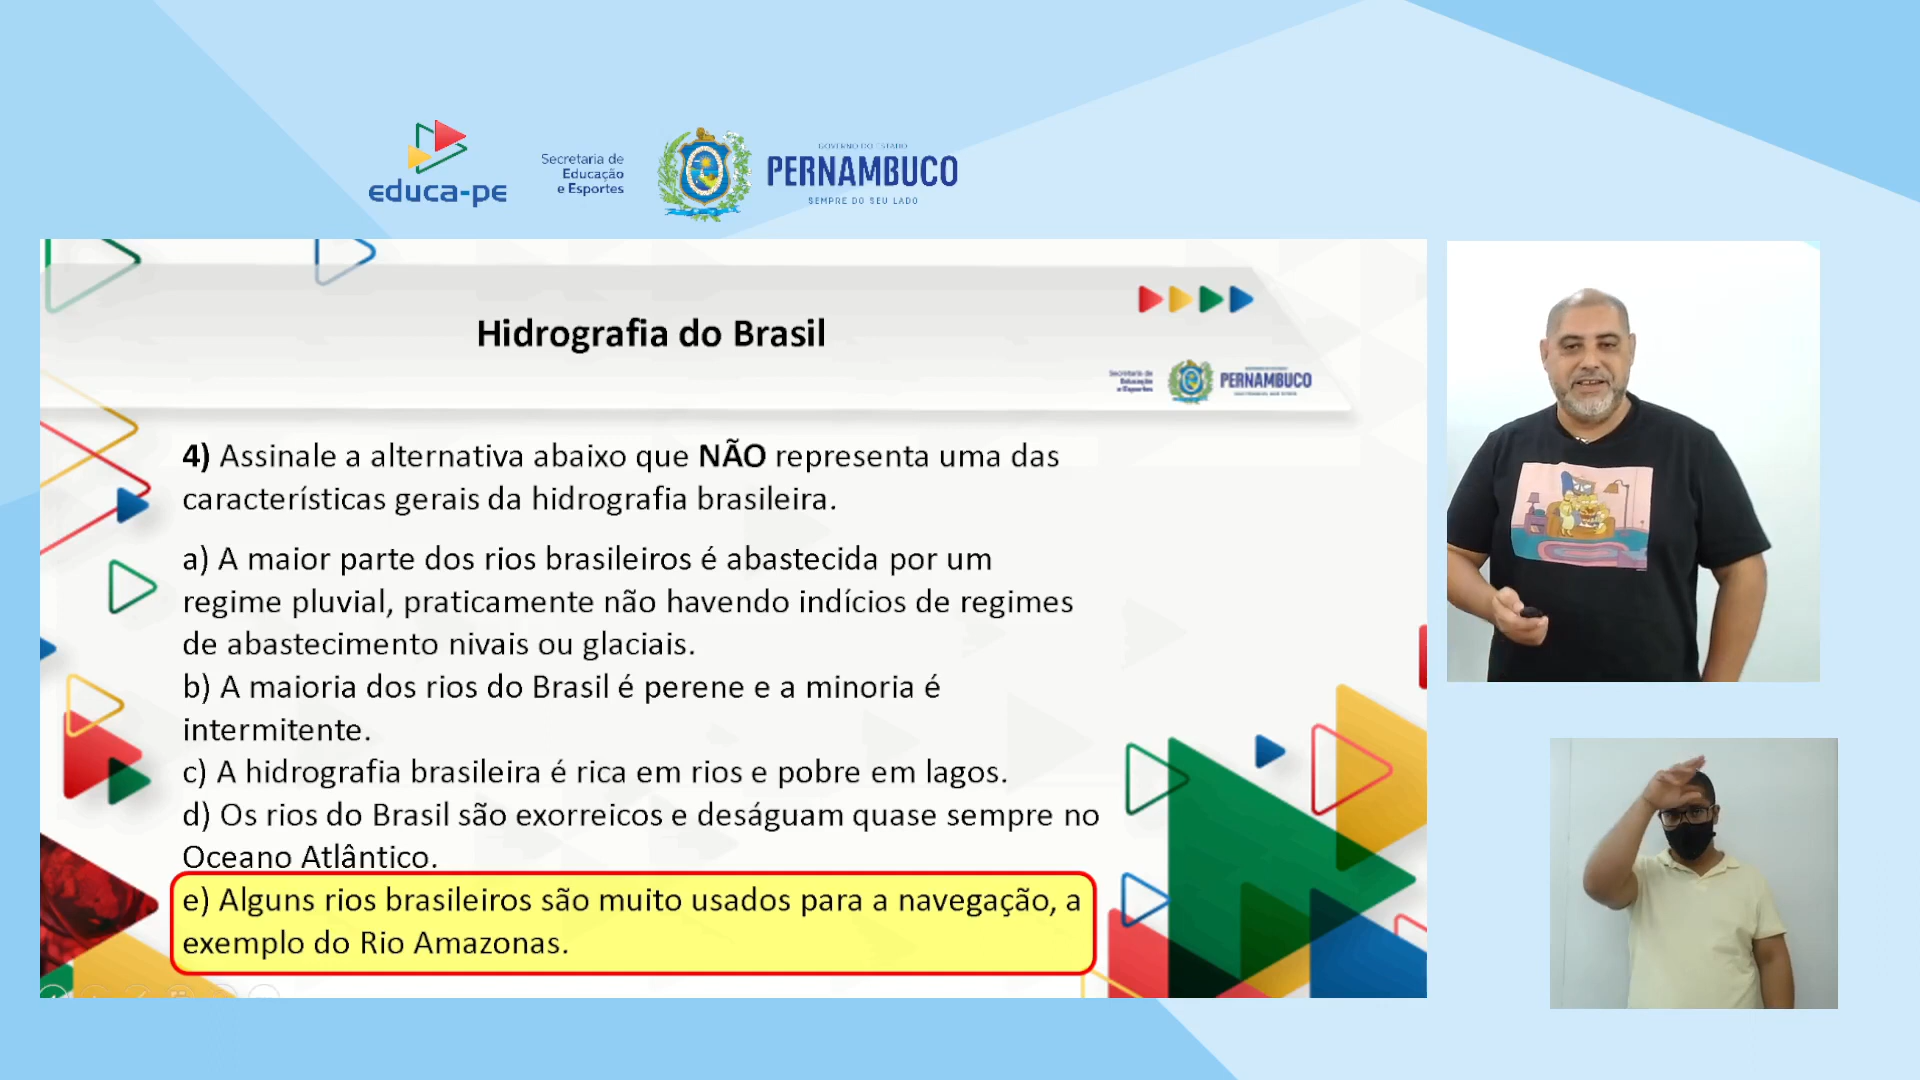 educa-pe
Secretaria de
Educação
e Esportes
GOVERNO DO ESTADO
PERNAMBUCO
SEMPRE DO SEU LADO
Hidrografia do Brasil
Secretaria de
Educação
e Esportes
PERNAMBUCO
4) Assinale a alternativa abaixo que NÃO representa uma das
características gerais da hidrografia brasileira.
a) A maior parte dos rios brasileiros é abastecida por um
regime pluvial, praticamente não havendo indícios de regimes
de abastecimento nivais ou glaciais.
b) A maioria dos rios do Brasil é perene e a minoria é
intermitente.
c) A hidrografia brasileira é rica em rios e pobre em lagos.
d) Os rios do Brasil são exorreicos e deságuam quase sempre no
Oceano Atlântico.
e) Alguns rios brasileiros são muito usados para a navegação, a
exemplo do Rio Amazonas.